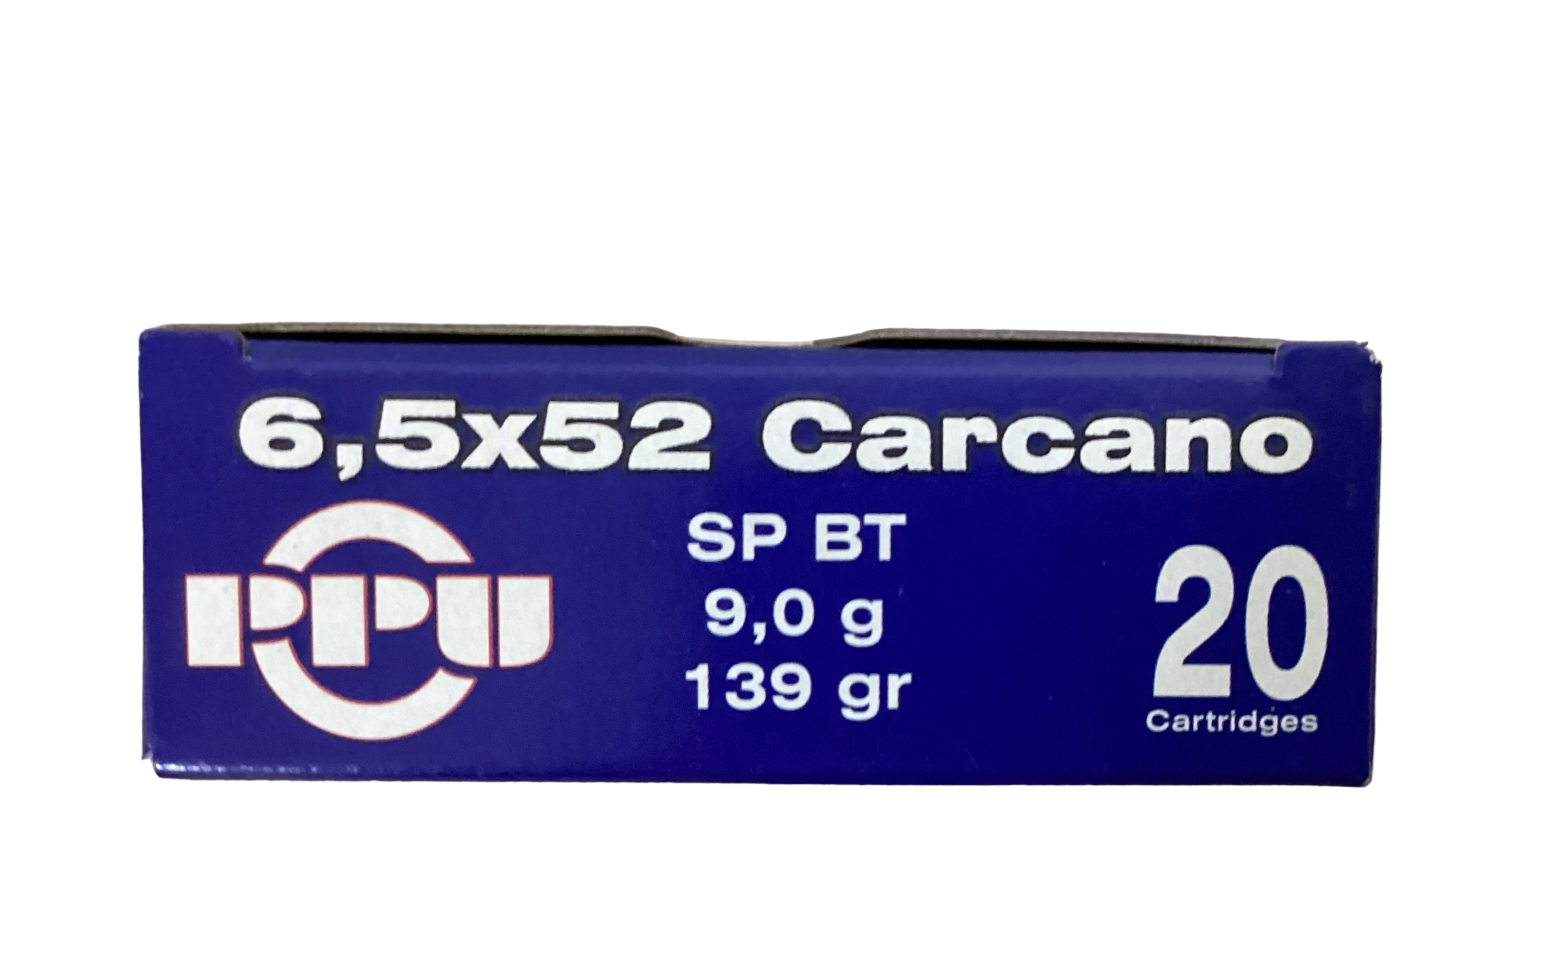 6,5x52 Carcano
PPU
SP BT
9,0 g
139 gr
20
Cartridges